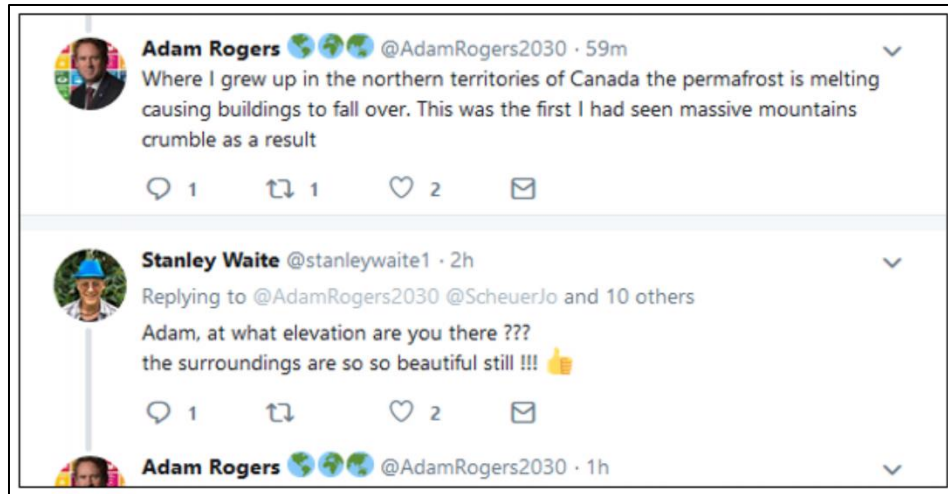 Adam Rogers 🌎🌍🌏 @AdamRogers2030 · 59m
Where I grew up in the northern territories of Canada the permafrost is melting
causing buildings to fall over. This was the first I had seen massive mountains
crumble as a result
1 1 2
Stanley Waite @stanleywaite1 · 2h
Replying to @AdamRogers2030 @ScheuerJo and 10 others
Adam, at what elevation are you there ???
the surroundings are so so beautiful still !!! 👍
1 2
Adam Rogers 🌎🌍🌏 @AdamRogers2030 · 1h